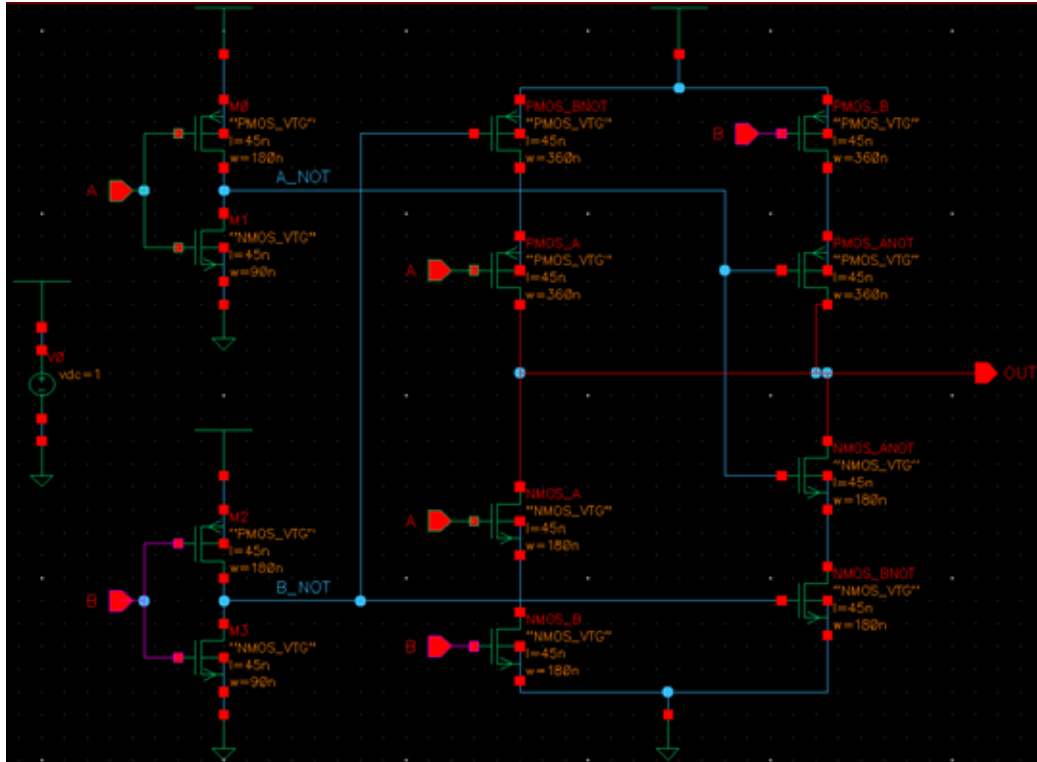 M0
"PMOS_VTG"
l=45n
w=180n
A
A_NOT
M1
"NMOS_VTG"
l=45n
w=90n
V0
vdc=1
M2
"PMOS_VTG"
l=45n
w=180n
B
B_NOT
M3
"NMOS_VTG"
l=45n
w=90n
PMOS_BNOT
"PMOS_VTG"
l=45n
w=360n
B
PMOS_B
"PMOS_VTG"
l=45n
w=360n
A
PMOS_A
"PMOS_VTG"
l=45n
w=360n
PMOS_ANOT
"PMOS_VTG"
l=45n
w=360n
OUT
A
NMOS_A
"NMOS_VTG"
l=45n
w=180n
NMOS_ANOT
"NMOS_VTG"
l=45n
w=180n
B
NMOS_B
"NMOS_VTG"
l=45n
w=180n
NMOS_BNOT
"NMOS_VTG"
l=45n
w=180n